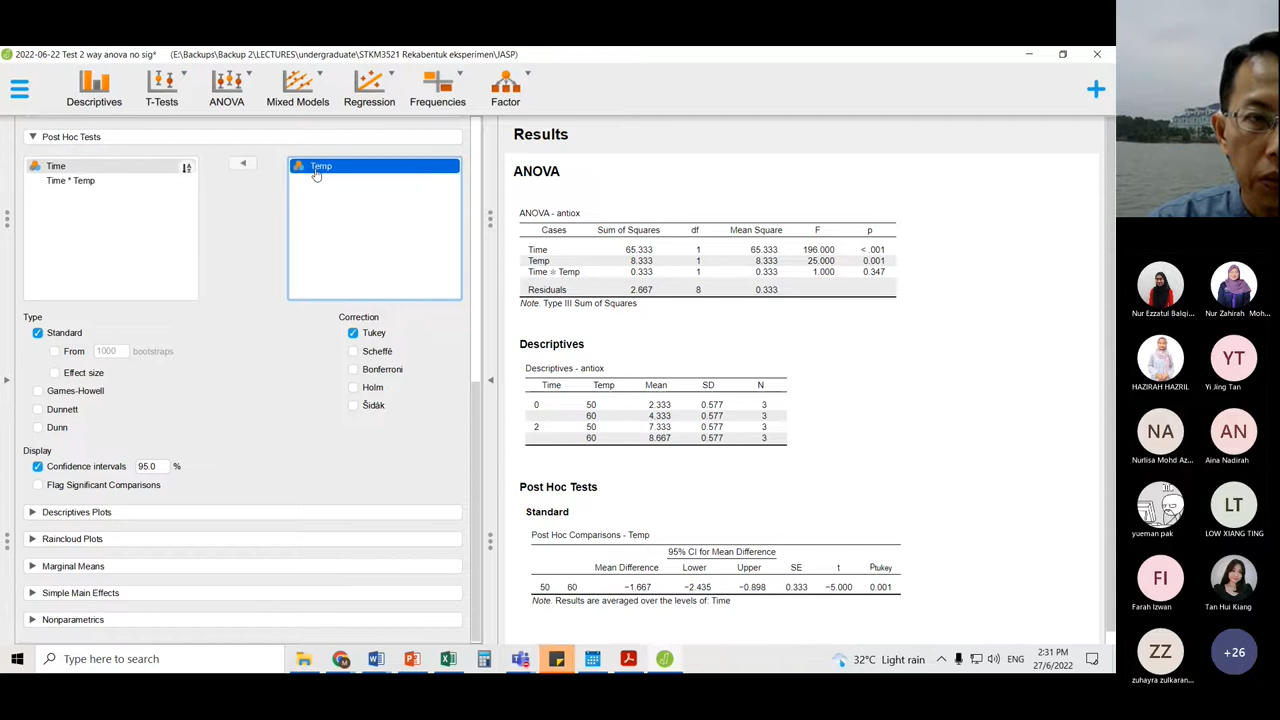 2022-06-22 Test 2 way anova no sig* (E:\Backups\Backup 2\LECTURES\undergraduate\STKM3521 Rekabentuk eksperimen\JASP)
Descriptives T-Tests ANOVA Mixed Models Regression Frequencies Factor
Post Hoc Tests
Time
Time * Temp
Temp
Type
Standard
From 1000 bootstraps
Effect size
Games-Howell
Dunnett
Dunn
Correction
Tukey
Scheffé
Bonferroni
Holm
Šidák
Display
Confidence intervals 95.0 %
Flag Significant Comparisons
Descriptives Plots
Raincloud Plots
Marginal Means
Simple Main Effects
Nonparametrics
Results
ANOVA
ANOVA - antiox
Cases Sum of Squares df Mean Square F p
Time 65.333 1 65.333 196.000 < .001
Temp 8.333 1 8.333 25.000 0.001
Time ∗ Temp 0.333 1 0.333 1.000 0.347
Residuals 2.667 8 0.333
Note. Type III Sum of Squares
Descriptives
Descriptives - antiox
Time Temp Mean SD N
0 50 2.333 0.577 3
60 4.333 0.577 3
2 50 7.333 0.577 3
60 8.667 0.577 3
Post Hoc Tests
Standard
Post Hoc Comparisons - Temp
95% CI for Mean Difference
Mean Difference Lower Upper SE t Ptukey
50 60 −1.667 −2.435 −0.898 0.333 −5.000 0.001
Note. Results are averaged over the levels of: Time
Nur Ezzatul Balqi... Nur Zahirah Moh...
YT
HAZIRAH HAZRIL Yi Jing Tan
NA AN
Nurlisa Mohd Az... Aina Nadirah
LT
yueman pak LOW XIANG TING
FI
Farah Izwan Tan Hui Kiang
ZZ +26
zuhayra zulkaran...
Type here to search
32°C Light rain
ENG
2:31 PM
27/6/2022